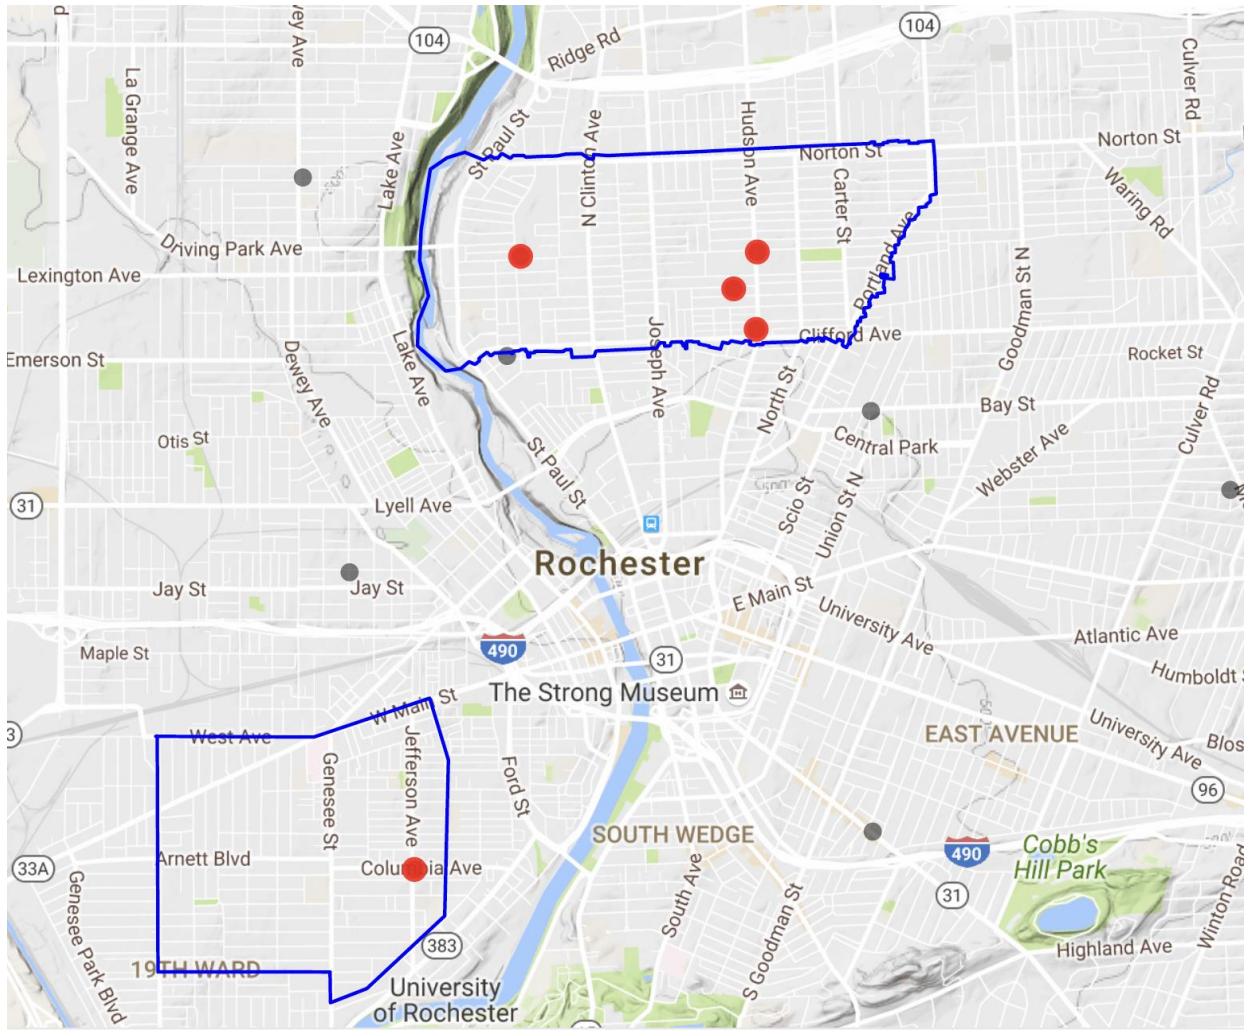 104
104
Ridge Rd
La Grange Ave
Culver Rd
St Paul St
Lake Ave
N Clinton Ave
Hudson Ave
Norton St
Norton St
Carter St
Waring Rd
Driving Park Ave
Lexington Ave
Portland Ave
Goodman St N
Emerson St
Dewey Ave
Lake Ave
Joseph Ave
Clifford Ave
Rocket St
North St
Bay St
Culver Rd
Otis St
Central Park
Webster Ave
St Paul St
Lyell Ave
31
Scio St
Union St N
Rochester
Jay St
Jay St
E Main St
University Ave
Atlantic Ave
Maple St
490
31
Humboldt S
The Strong Museum
W Main St
West Ave
EAST AVENUE
University Ave
Blos
3
Genesee St
Jefferson Ave
Ford St
96
SOUTH WEDGE
490
Cobb's
Hill Park
33A
Arnett Blvd
Columbia Ave
Genesee Park Blvd
South Ave
S Goodman St
31
Winton Road
383
Highland Ave
19TH WARD
University
of Rochester